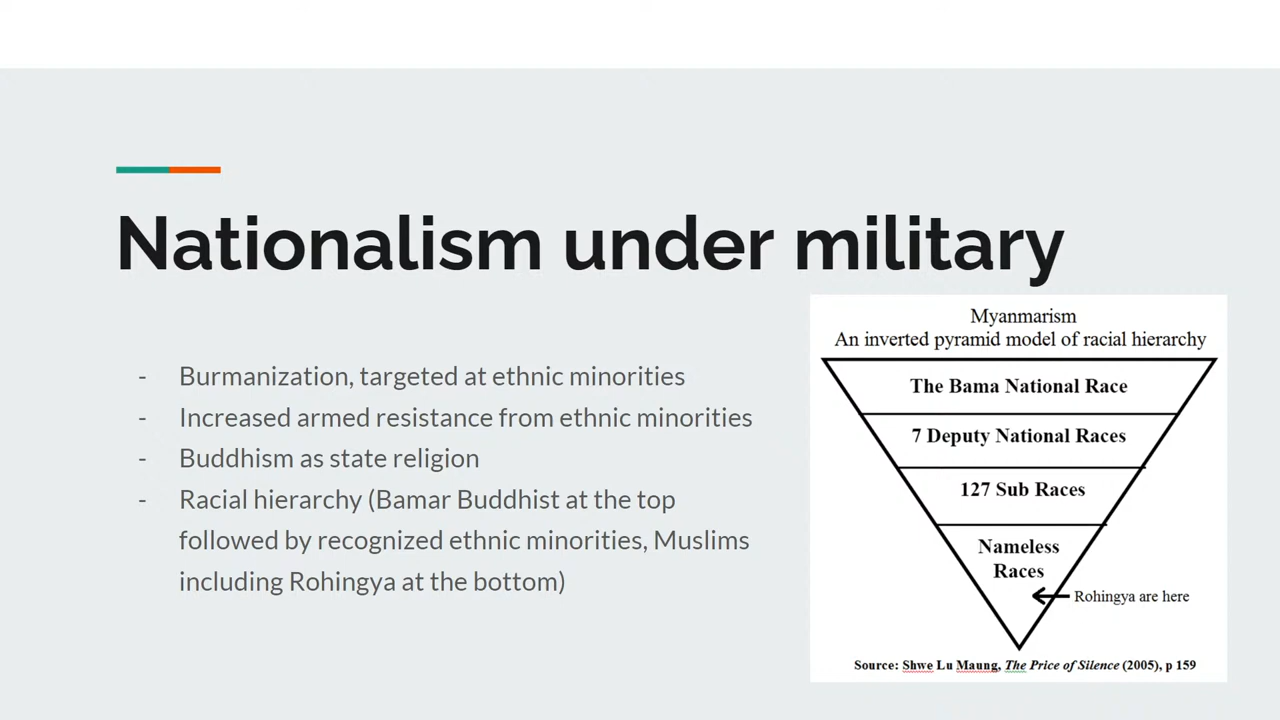 Nationalism under military
- Burmanization, targeted at ethnic minorities
- Increased armed resistance from ethnic minorities
- Buddhism as state religion
- Racial hierarchy (Bamar Buddhist at the top
followed by recognized ethnic minorities, Muslims
including Rohingya at the bottom)
Myanmarism
An inverted pyramid model of racial hierarchy
The Bama National Race
7 Deputy National Races
127 Sub Races
Nameless
Races
Rohingya are here
Source: Shwe Lu Maung, The Price of Silence (2005), p 159